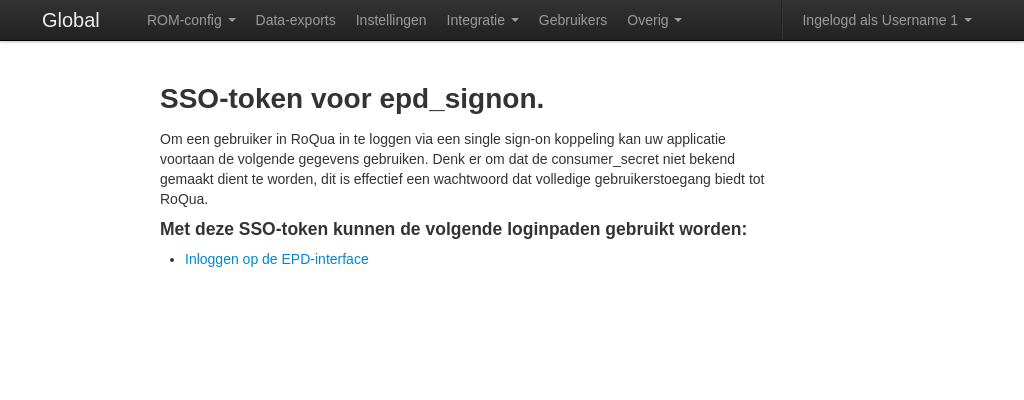 Global ROM-config Data-exports Instellingen Integratie Gebruikers Overig Ingelogd als Username 1
SSO-token voor epd_signon.
Om een gebruiker in RoQua in te loggen via een single sign-on koppeling kan uw applicatie
voortaan de volgende gegevens gebruiken. Denk er om dat de consumer_secret niet bekend
gemaakt dient te worden, dit is effectief een wachtwoord dat volledige gebruikerstoegang biedt tot
RoQua.
Met deze SSO-token kunnen de volgende loginpaden gebruikt worden:
• Inloggen op de EPD-interface